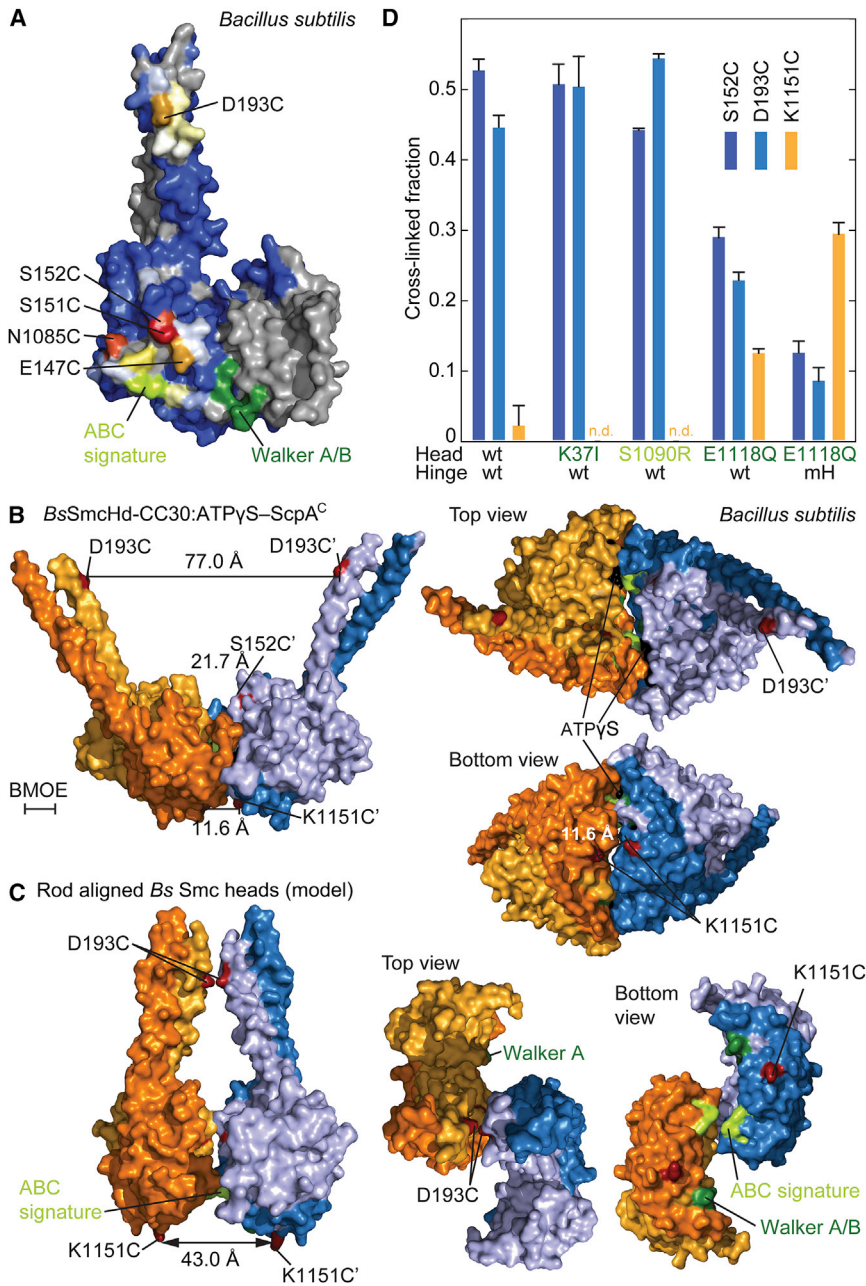 A
Bacillus subtilis
D193C
S152C
S151C
N1085C
E147C
ABC
signature
Walker A/B
D
Cross-linked fraction
0.5
0.4
0.3
0.2
0.1
0
S152C
D193C
K1151C
n.d.
n.d.
Head wt K37I S1090R E1118Q E1118Q
Hinge wt wt wt wt mH
B
BsSmcHd-CC30:ATPγS–ScpAC
D193C
D193C'
77.0 Å
S152C'
21.7 Å
BMOE
11.6 Å
K1151C'
Top view
Bacillus subtilis
D193C'
ATPγS
Bottom view
11.6 Å
K1151C
C
Rod aligned Bs Smc heads (model)
D193C
ABC
signature
K1151C
43.0 Å
K1151C'
Top view
Walker A
D193C
Bottom
view
K1151C
ABC signature
Walker A/B